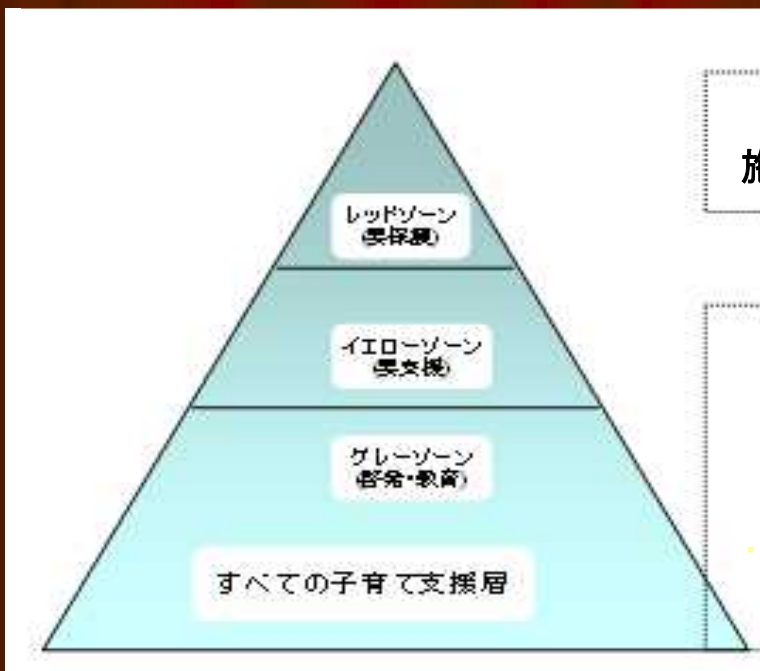 レッドゾーン
(要保護)
イエローゾーン
(要支援)
グレーゾーン
(啓発・教育)
すべての子育て支援層
施